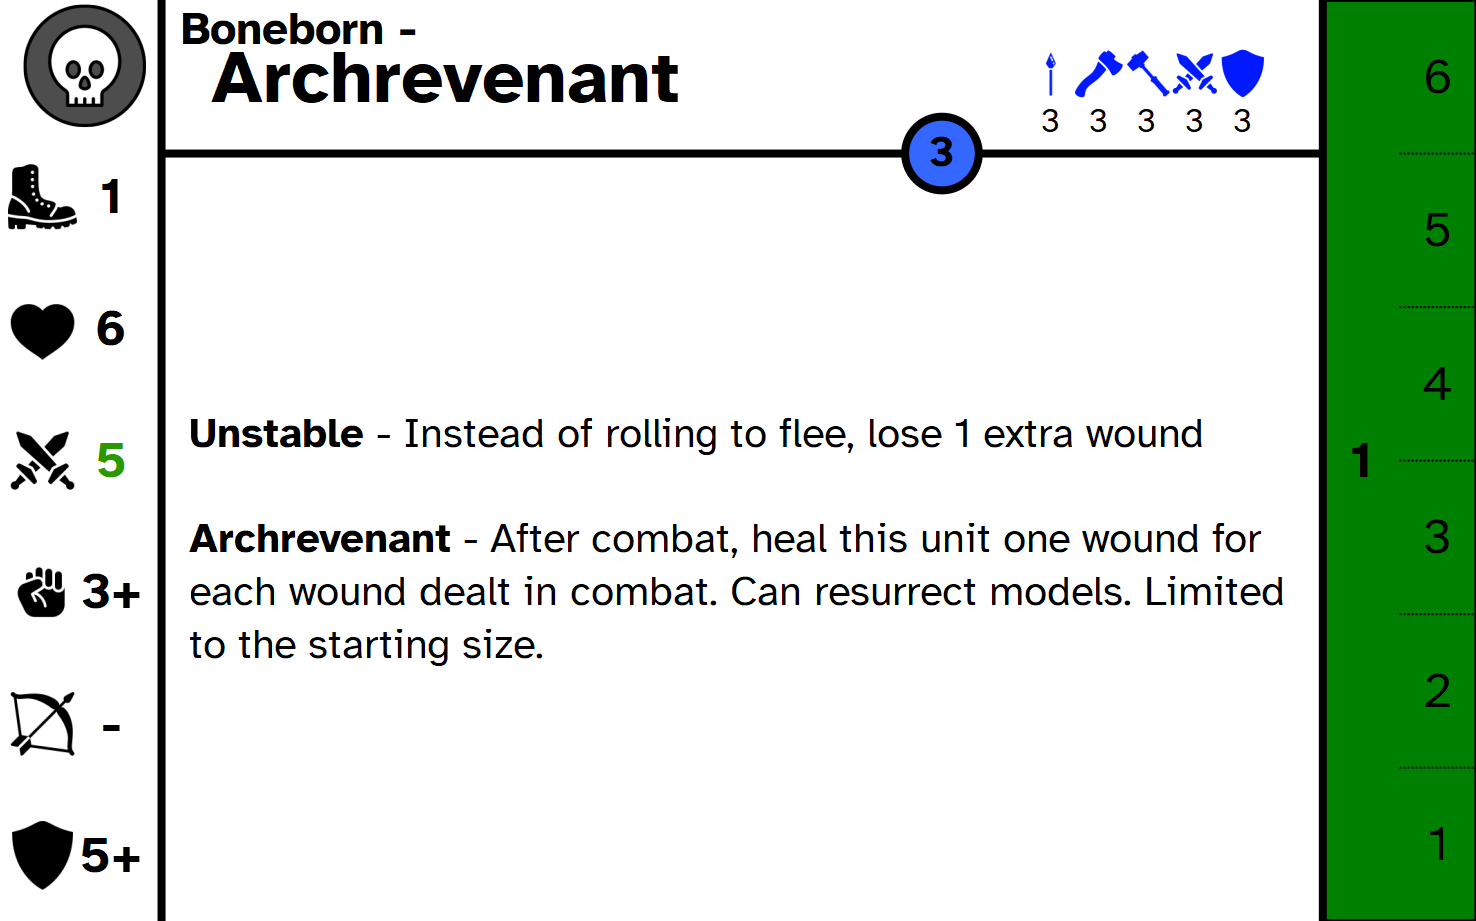 Boneborn -
Archrevenant
3 3 3 3 3
3
1
6
5
3+
-
5+
Unstable - Instead of rolling to flee, lose 1 extra wound
Archrevenant - After combat, heal this unit one wound for
each wound dealt in combat. Can resurrect models. Limited
to the starting size.
1
6
5
4
3
2
1